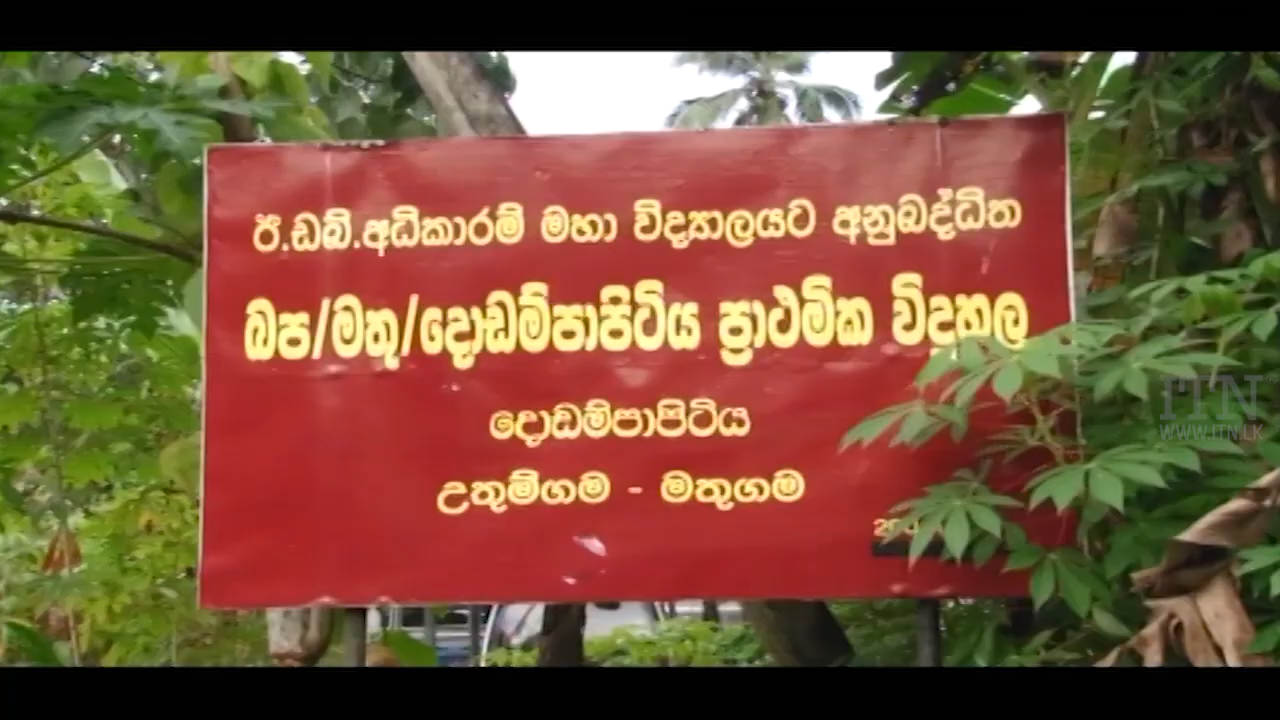 ඊ.ඩබ්.අධිකාරම් මහා විද්‍යාලයට අනුබද්ධිත
බප/මතු/දොඩම්පාපිටිය ප්‍රාථමික විදුහල
දොඩම්පාපිටිය
උතුම්ගම - මතුගම
iTN
WWW.ITN.LK